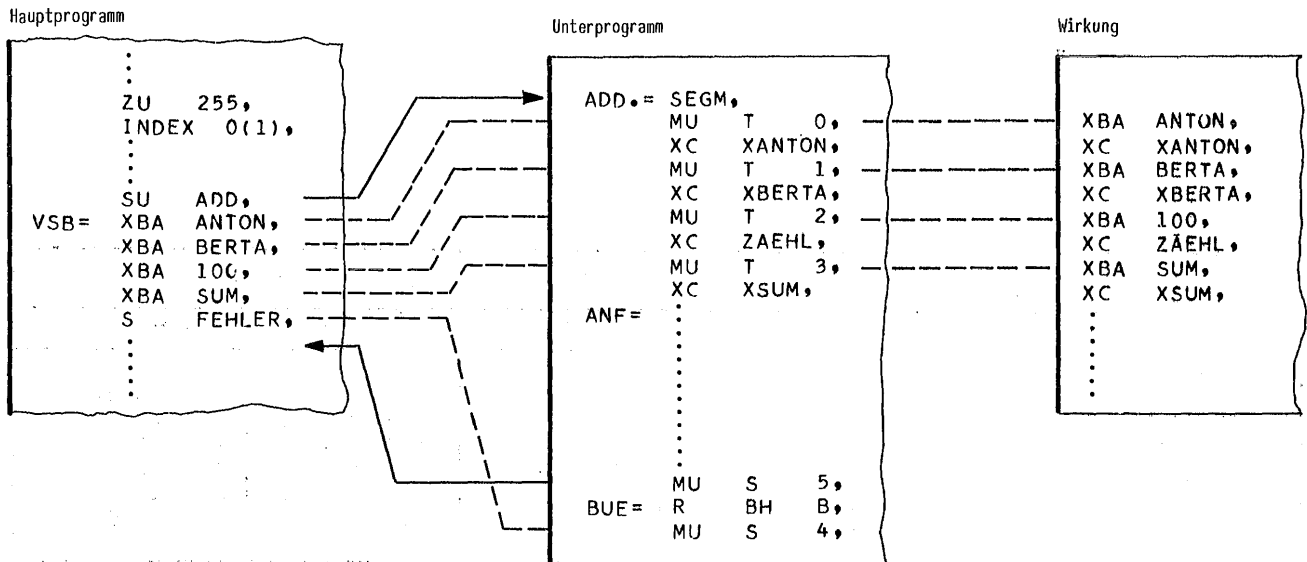 Hauptprogramm
ZU 255,
INDEX 0(1),
SU ADD,
VSB= XBA ANTON,
XBA BERTA,
XBA 100,
XBA SUM,
S FEHLER,
Unterprogramm
ADD.= SEGM,
MU T 0,
XC XANTON,
MU T 1,
XC XBERTA,
MU T 2,
XC ZAEHL,
MU T 3,
XC XSUM,
ANF=
MU S 5,
BUE= R BH B,
MU S 4,
Wirkung
XBA ANTON,
XC XANTON,
XBA BERTA,
XC XBERTA,
XBA 100,
XC ZAEHL,
XBA SUM,
XC XSUM,